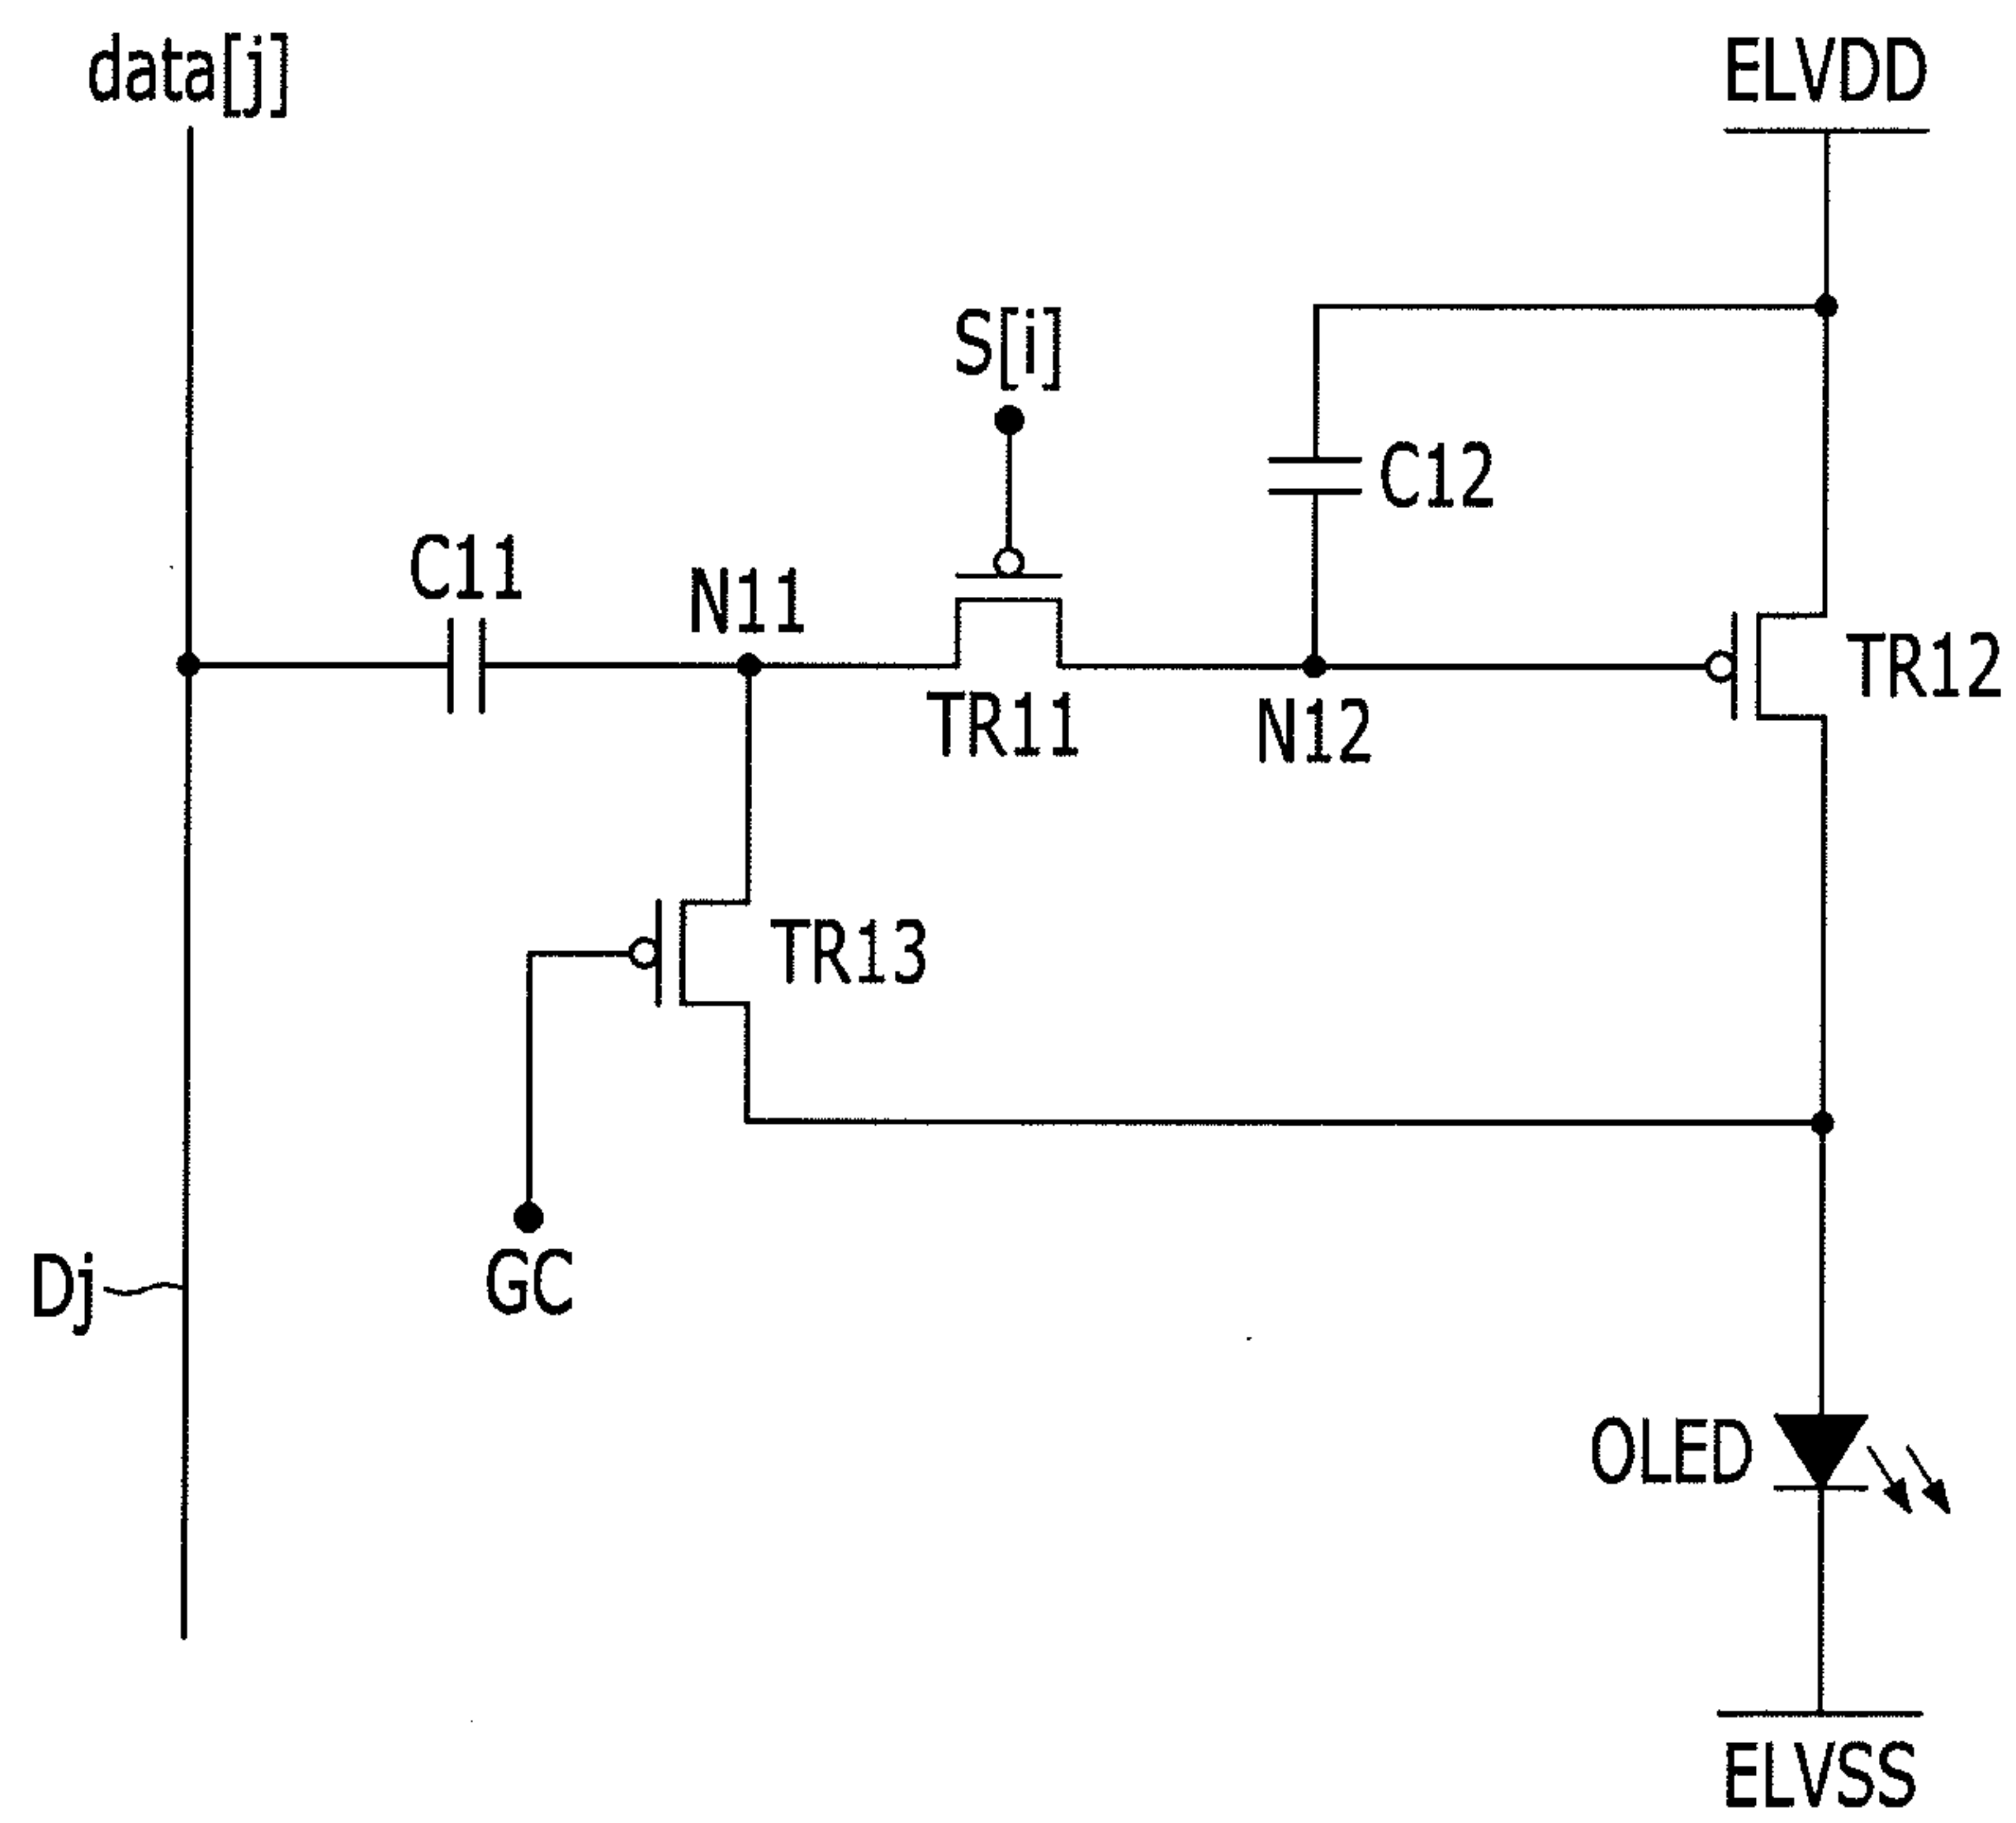 data[j]
ELVDD
S[i]
C12
C11
N11
TR12
TR11
N12
TR13
Dj
GC
OLED
ELVSS